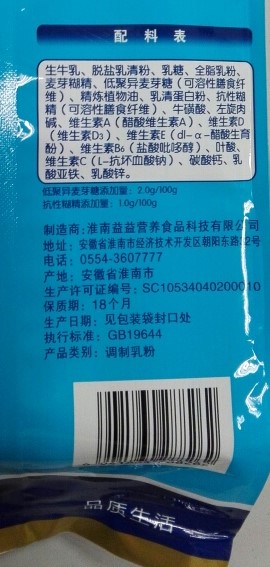 配料表
生牛乳、脱盐乳清粉、乳糖、全脂乳粉、
麦芽糊精、低聚异麦芽糖（可溶性膳食纤
维）、精炼植物油、乳清蛋白粉、抗性糊
精（可溶性膳食纤维）、牛磺酸、左旋肉
碱、维生素A（醋酸维生素A）、维生素D
（维生素D₃）、维生素E（dl-α-醋酸生育
酚）、维生素B₆（盐酸吡哆醇）、叶酸、
维生素C（L-抗坏血酸钠）、碳酸钙、乳
酸亚铁、乳酸锌。
低聚异麦芽糖添加量：2.0g/100g
抗性糊精添加量：1.0g/100g
制造商：淮南益益营养食品科技有限公司
地址：安徽省淮南市经济技术开发区朝阳东路 号
电话：0554-3607777
产地：安徽省淮南市
生产许可证编号：
保质期：18个月
生产日期：见包装袋封口处
执行标准：GB19644
产品类别：调制乳粉
品质生活